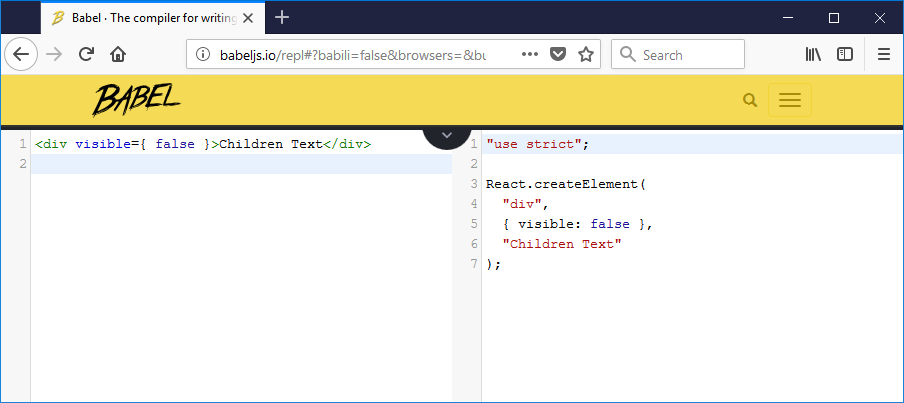 Babel · The compiler for writing
babeljs.io/repl#?babili=false&browsers=&bu
Search
BABEL
1 <div visible={ false }>Children Text</div>
2
1 "use strict";
2
3 React.createElement(
4 "div",
5 { visible: false },
6 "Children Text"
7 );